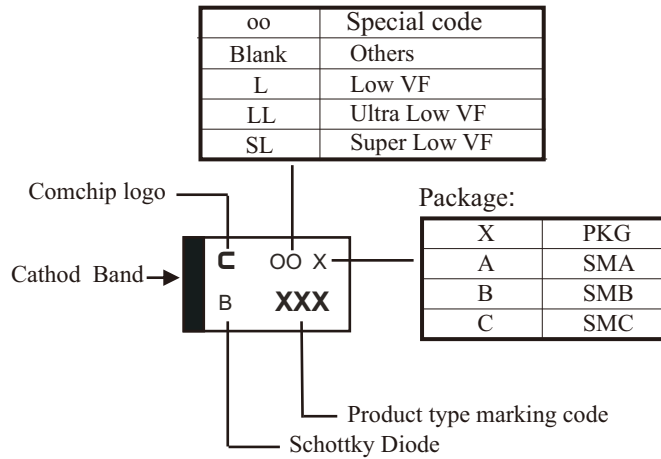 oo Special code
Blank Others
L Low VF
LL Ultra Low VF
SL Super Low VF
Comchip logo
Package:
X PKG
A SMA
B SMB
C SMC
Cathod Band
C OO X
B XXX
Product type marking code
Schottky Diode